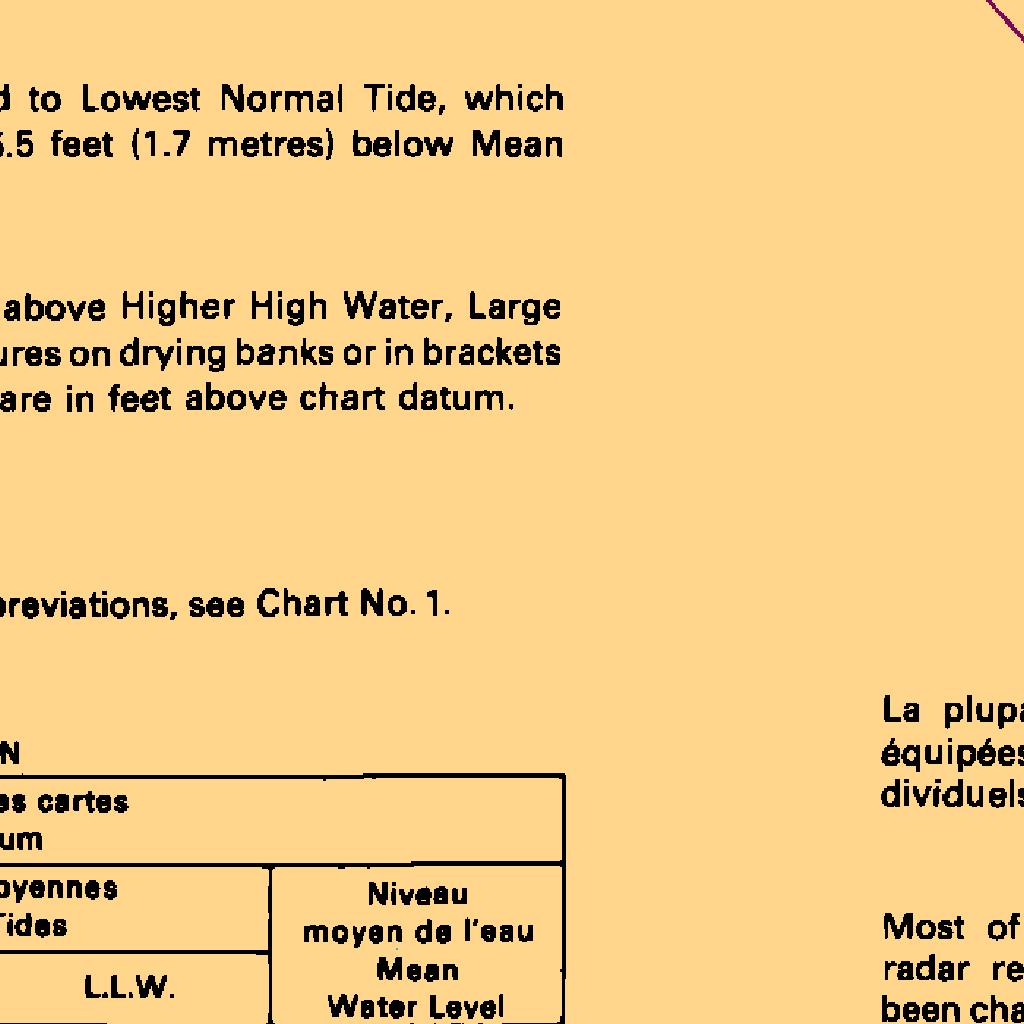 to Lowest Normal Tide, which
.5 feet (1.7 metres) below Mean
above Higher High Water, Large
ures on drying banks or in brackets
are in feet above chart datum.
breviations, see Chart No. 1.
N
es cartes
um
oyennes
Tides
L.L.W.
Niveau
moyen de l'eau
Mean
Water Level
La plupa
équipées
dividuels
Most of
radar re
been cha